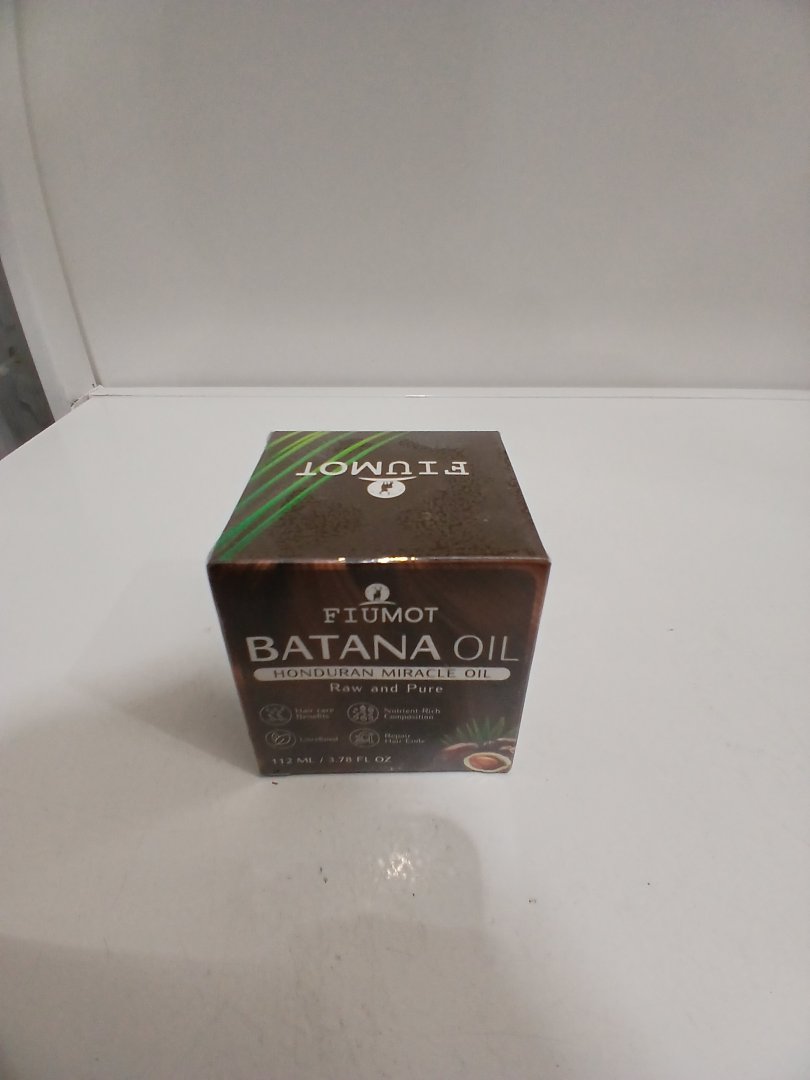 FIUMOT
FIUMOT
BATANA OIL
HONDURAN MIRACLE OIL
Raw and Pure
Hair care
Benefits
Nutrient-Rich
Composition
Unrefined
Repair
Hair Ends
112 ML / 3.78 FL OZ